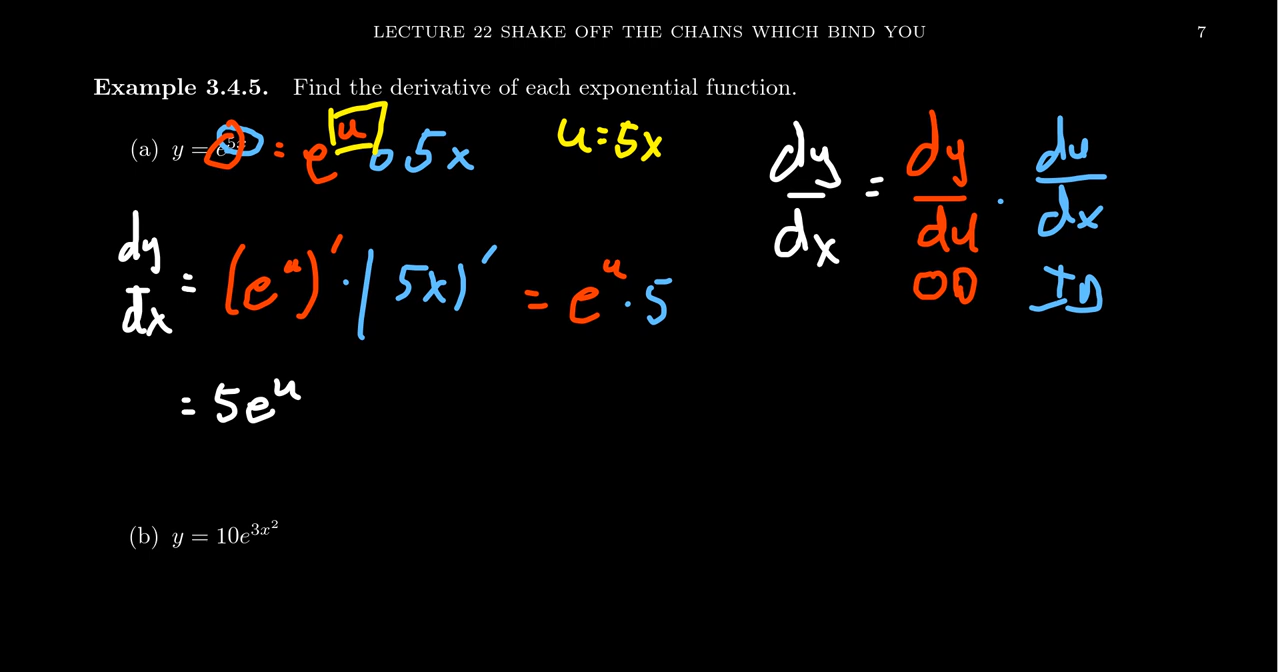 LECTURE 22 SHAKE OFF THE CHAINS WHICH BIND YOU 7
Example 3.4.5. Find the derivative of each exponential function.
(a) y = e^{5x} = e^u ∘ 5x u = 5x
dy/dx = dy/du · du/dx
OD ID
dy/dx = (e^u)' · (5x)' = e^u · 5
= 5e^u
(b) y = 10e^{3x^2}